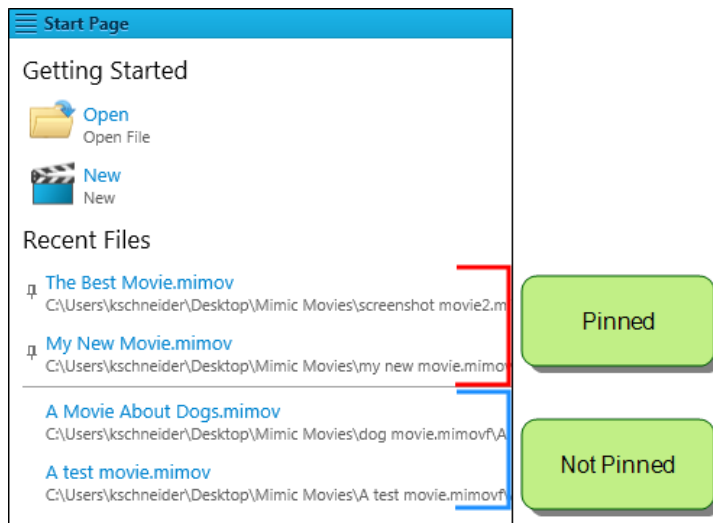 Start Page
Getting Started
Open
Open File
New
New
Recent Files
The Best Movie.mimov
C:\Users\kschneider\Desktop\Mimic Movies\screenshot movie2.m
My New Movie.mimov
C:\Users\kschneider\Desktop\Mimic Movies\my new movie.mimov
Pinned
A Movie About Dogs.mimov
C:\Users\kschneider\Desktop\Mimic Movies\dog movie.mimovf\A
A test movie.mimov
C:\Users\kschneider\Desktop\Mimic Movies\A test movie.mimovf\
Not Pinned